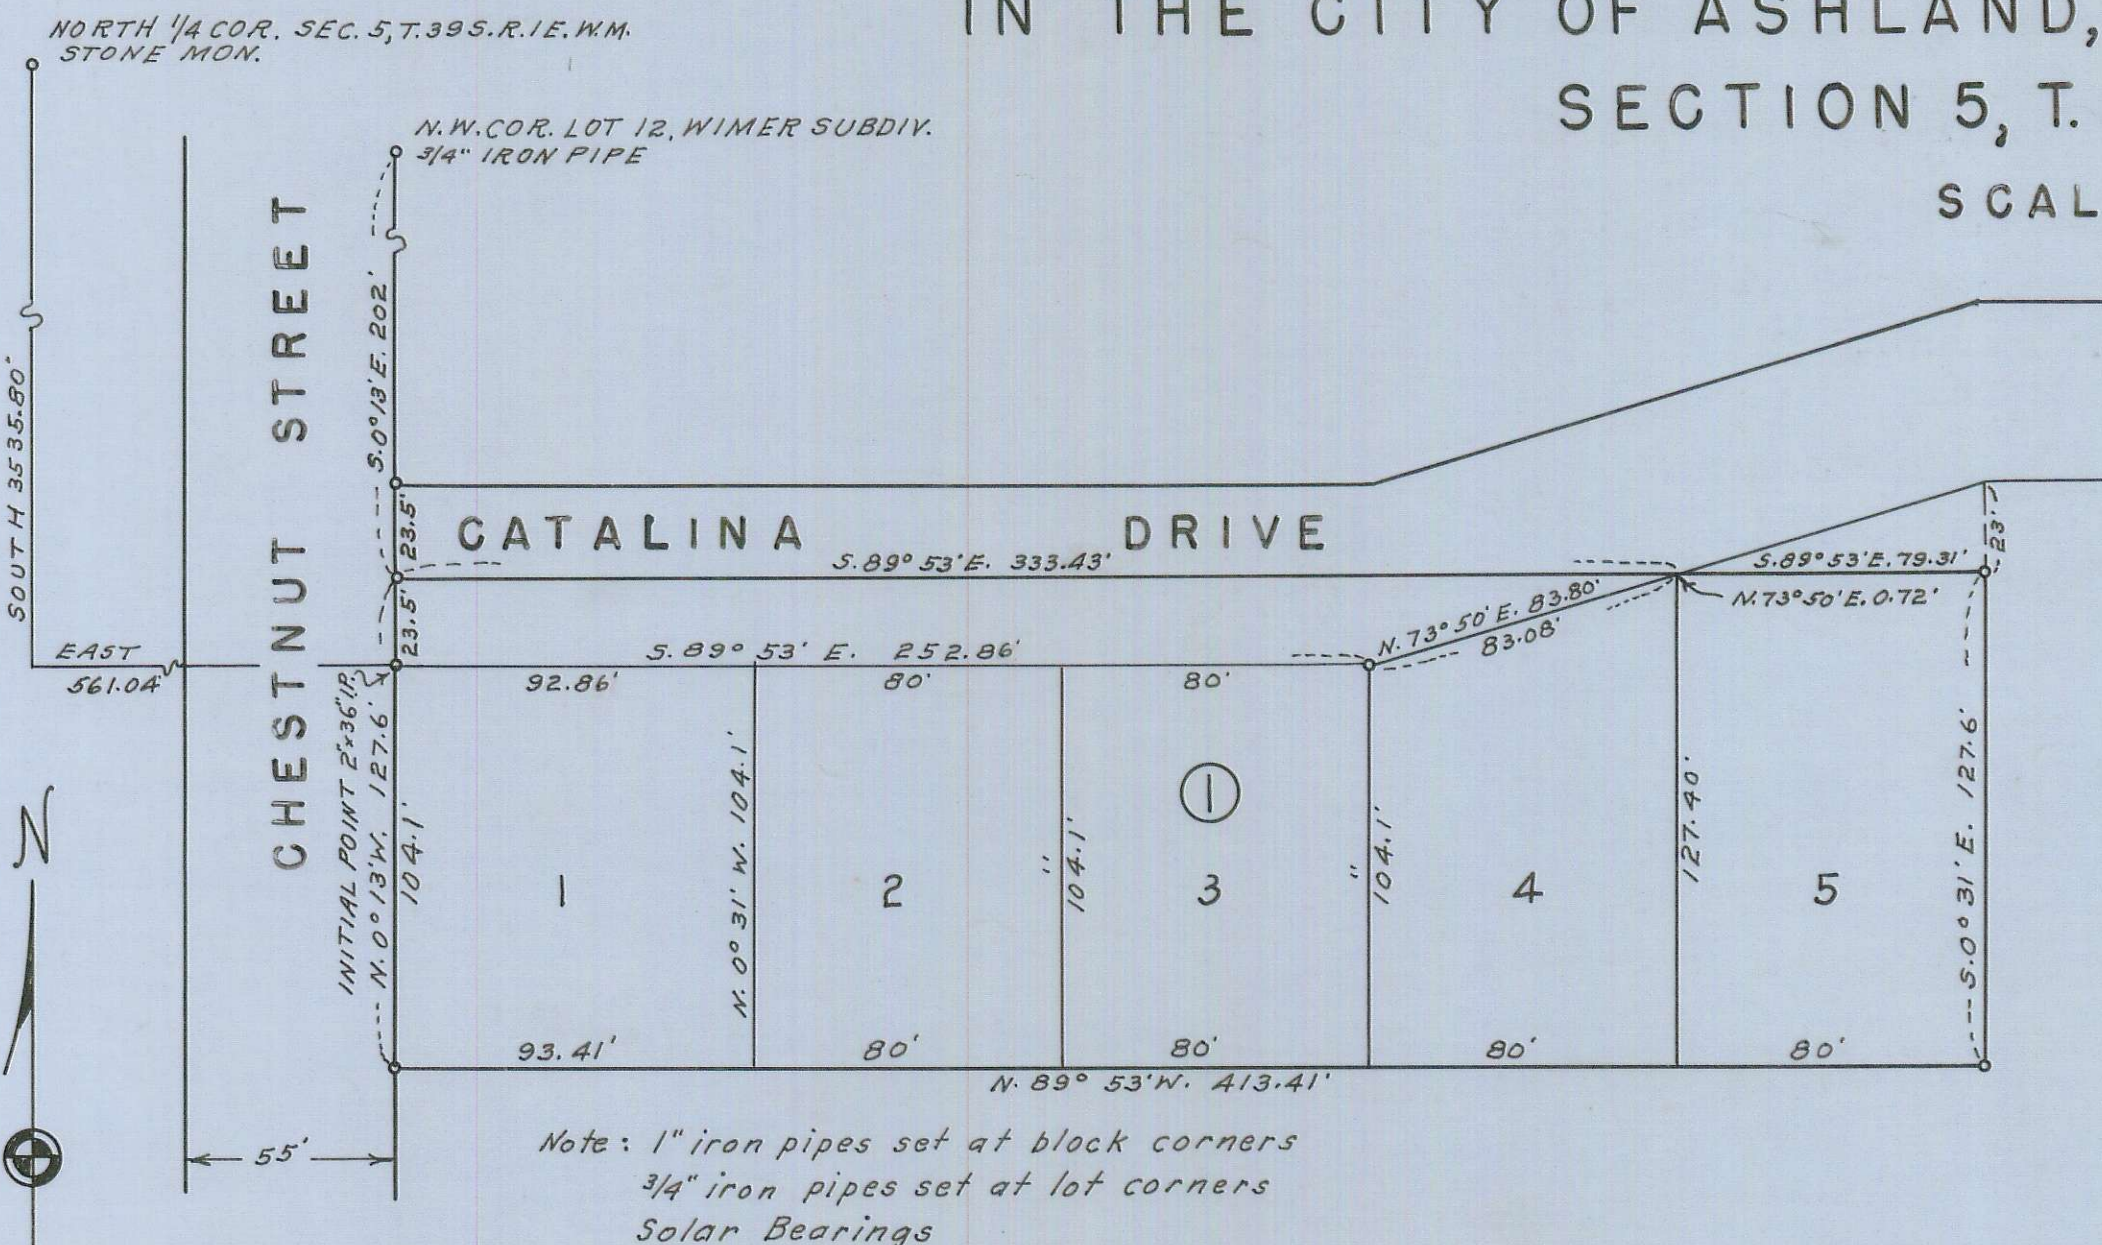 IN THE CITY OF ASHLAND,
SECTION 5, T.
SCAL
NORTH 1/4 COR. SEC. 5, T. 39 S. R. 1 E. W. M.
STONE MON.
N.W. COR. LOT 12, WIMER SUBDIV.
3/4" IRON PIPE
SOUTH 3535.80'
EAST
561.04'
CHESTNUT STREET
S. 0° 13' E. 202'
23.5'
23.5'
CATALINA DRIVE
S. 89° 53' E. 333.43'
S. 89° 53' E. 79.31'
23'
N. 73° 50' E. 0.72'
N. 73° 50' E. 83.80'
83.08'
S. 89° 53' E. 252.86'
92.86'
80'
80'
INITIAL POINT 2"x36" I.P.
N. 0° 13' W. 127.6'
104.1'
N. 0° 31' W. 104.1'
" 104.1'
" 104.1'
127.40'
S. 0° 31' E. 127.6'
1
1
2
3
4
5
93.41'
80'
80'
80'
80'
N. 89° 53' W. 413.41'
N
55'
Note: 1" iron pipes set at block corners
3/4" iron pipes set at lot corners
Solar Bearings